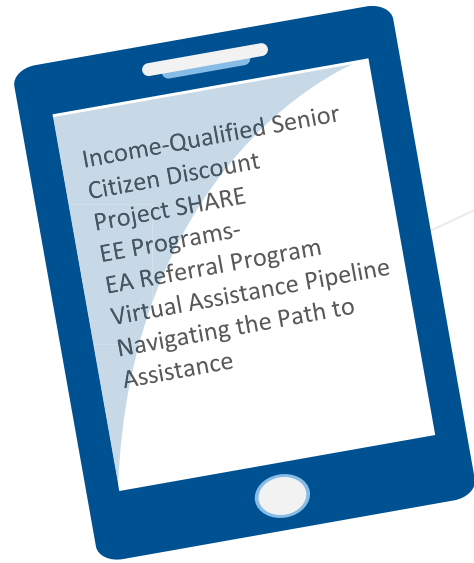 Income-Qualified Senior
Citizen Discount
Project SHARE
EE Programs-
EA Referral Program
Virtual Assistance Pipeline
Navigating the Path to
Assistance